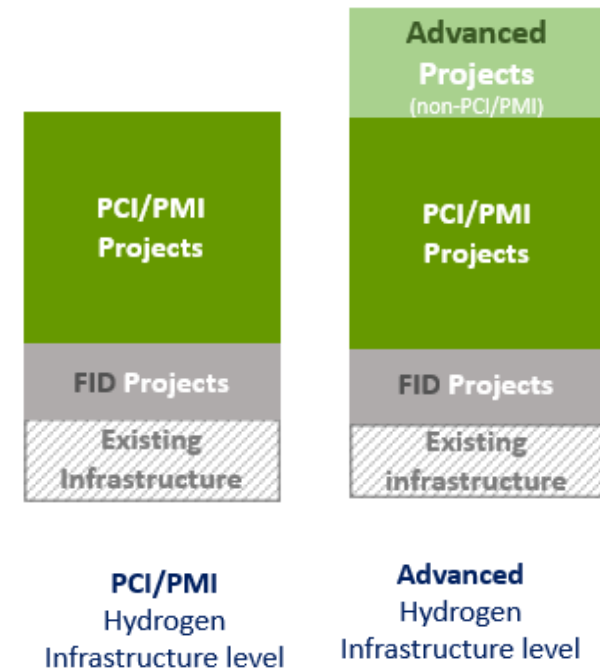 PCI/PMI
Projects
FID Projects
Existing
Infrastructure
PCI/PMI
Hydrogen
Infrastructure level
Advanced
Projects
(non-PCI/PMI)
PCI/PMI
Projects
FID Projects
Existing
infrastructure
Advanced
Hydrogen
Infrastructure level